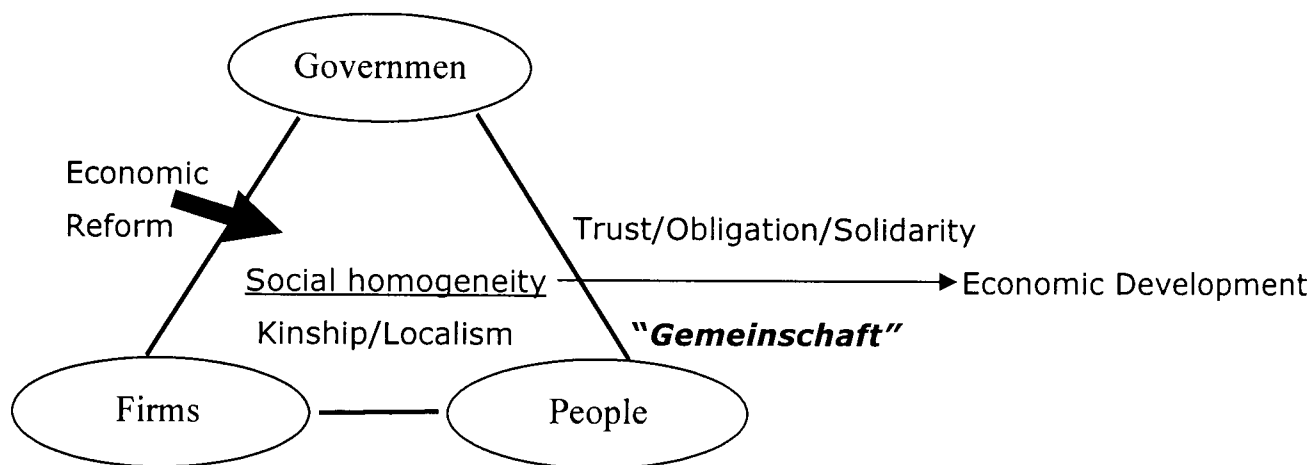 Governmen
Economic
Reform
Trust/Obligation/Solidarity
Social homogeneity
Economic Development
Kinship/Localism
"Gemeinschaft"
Firms
People